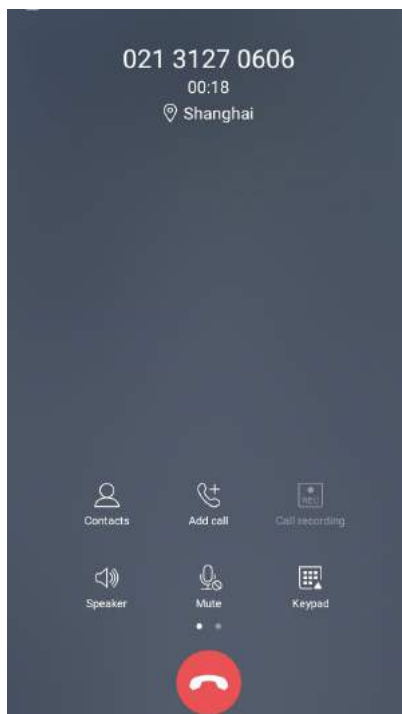 021 3127 0606
00:18
Shanghai
Contacts Add call Call recording
Speaker Mute Keypad